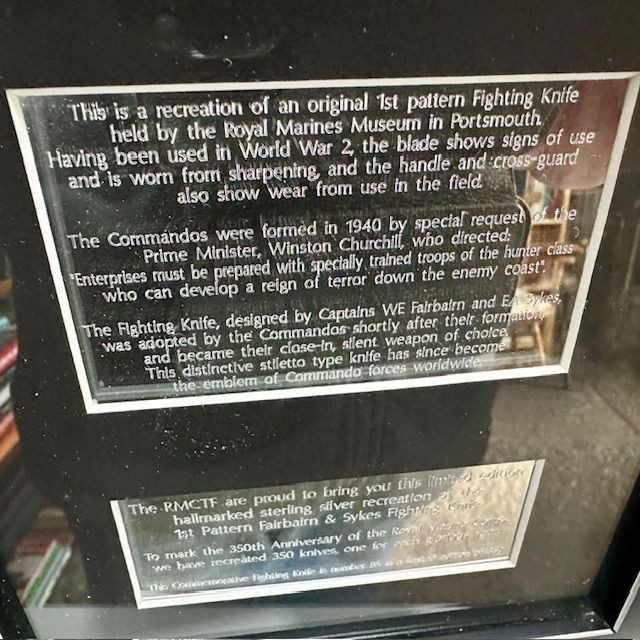 This is a recreation of an original 1st pattern Fighting Knife
held by the Royal Marines Museum in Portsmouth.
Having been used in World War 2, the blade shows signs of use
and is worn from sharpening, and the handle and cross-guard
also show wear from use in the field.
The Commandos were formed in 1940 by special request of the
Prime Minister, Winston Churchill, who directed:
"Enterprises must be prepared with specially trained troops of the hunter class
who can develop a reign of terror down the enemy coast".
The Fighting Knife, designed by Captains WE Fairbairn and EA Sykes,
was adopted by the Commandos shortly after their formation,
and became their close-in, silent weapon of choice.
This distinctive stiletto type knife has since become
the emblem of Commando forces worldwide.
The RMCTF are proud to bring you this limited edition
hallmarked sterling silver recreation of the
1st Pattern Fairbairn & Sykes Fighting Knife
To mark the 350th Anniversary of the Royal Marine Corps
we have recreated 350 knives, one for each glorious
This Commemorative Fighting Knife is number 86 in a limited edition